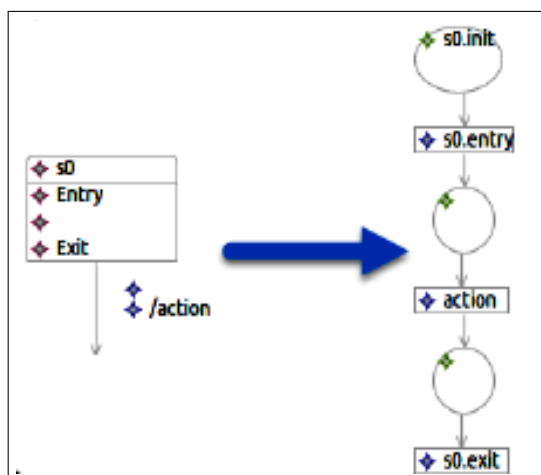 s0
Entry
Exit
/action
s0.init
s0.entry
action
s0.exit